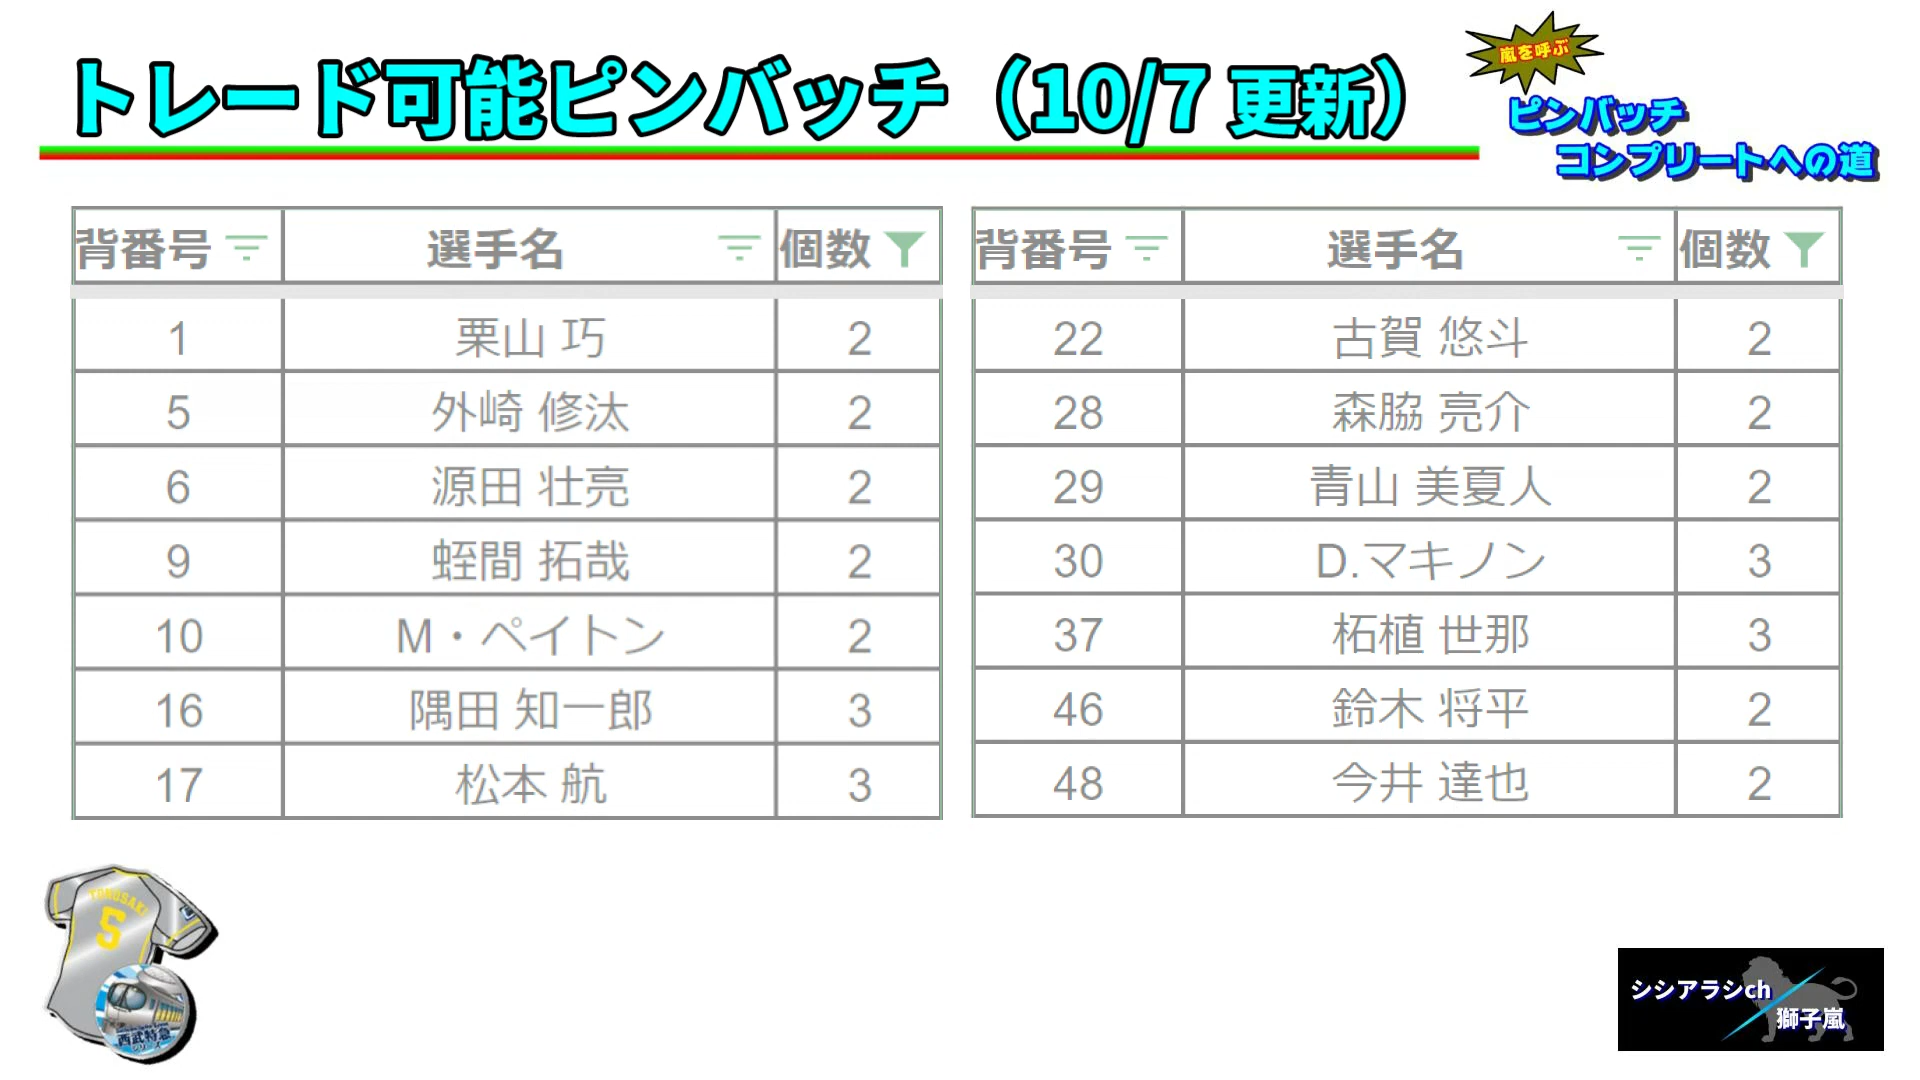 トレード可能ピンバッチ（10/7 更新）
嵐を呼ぶ
ピンバッチ
コンプリートへの道
背番号 選手名 個数
1 栗山 巧 2
5 外崎 修汰 2
6 源田 壮亮 2
9 蛭間 拓哉 2
10 M・ペイトン 2
16 隅田 知一郎 3
17 松本 航 3
背番号 選手名 個数
22 古賀 悠斗 2
28 森脇 亮介 2
29 青山 美夏人 2
30 D.マキノン 3
37 柘植 世那 3
46 鈴木 将平 2
48 今井 達也 2
TONOSAKI
5
西武特急
シリーズ
シシアラシch
獅子嵐